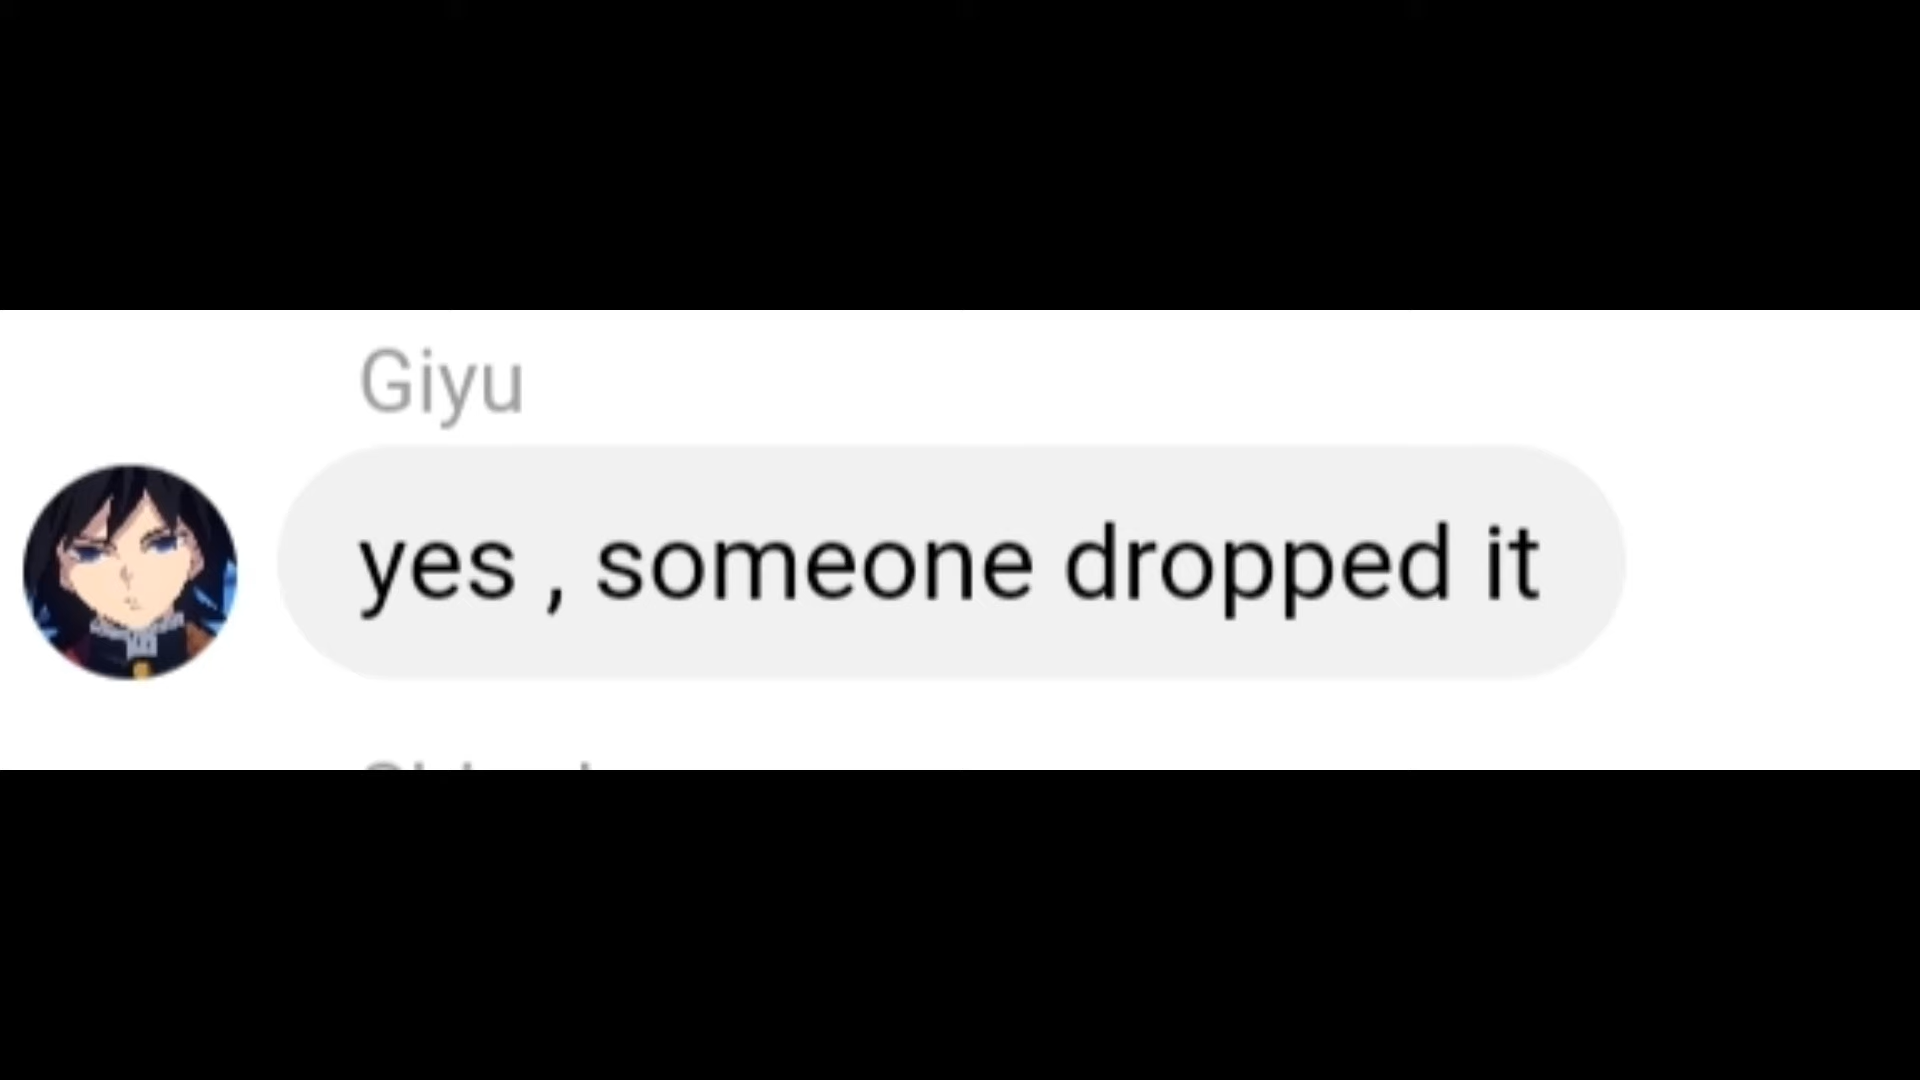 Giyu
yes , someone dropped it